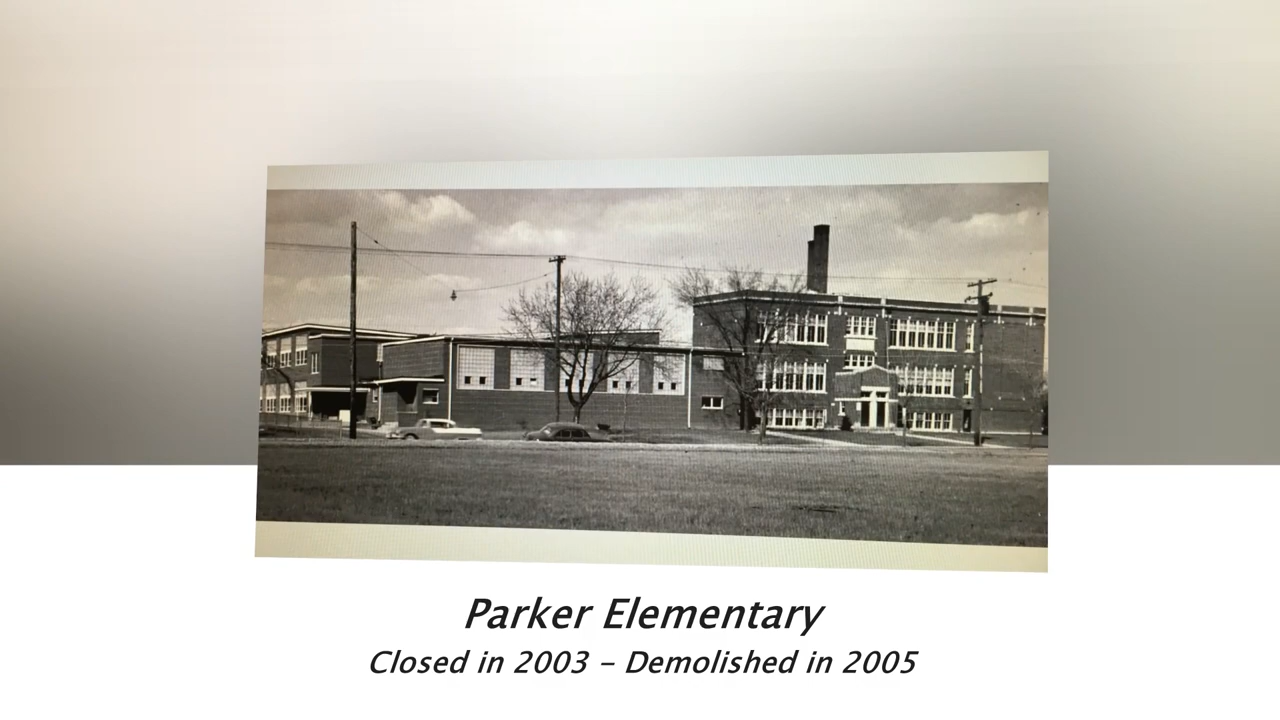 Parker Elementary
Closed in 2003 – Demolished in 2005